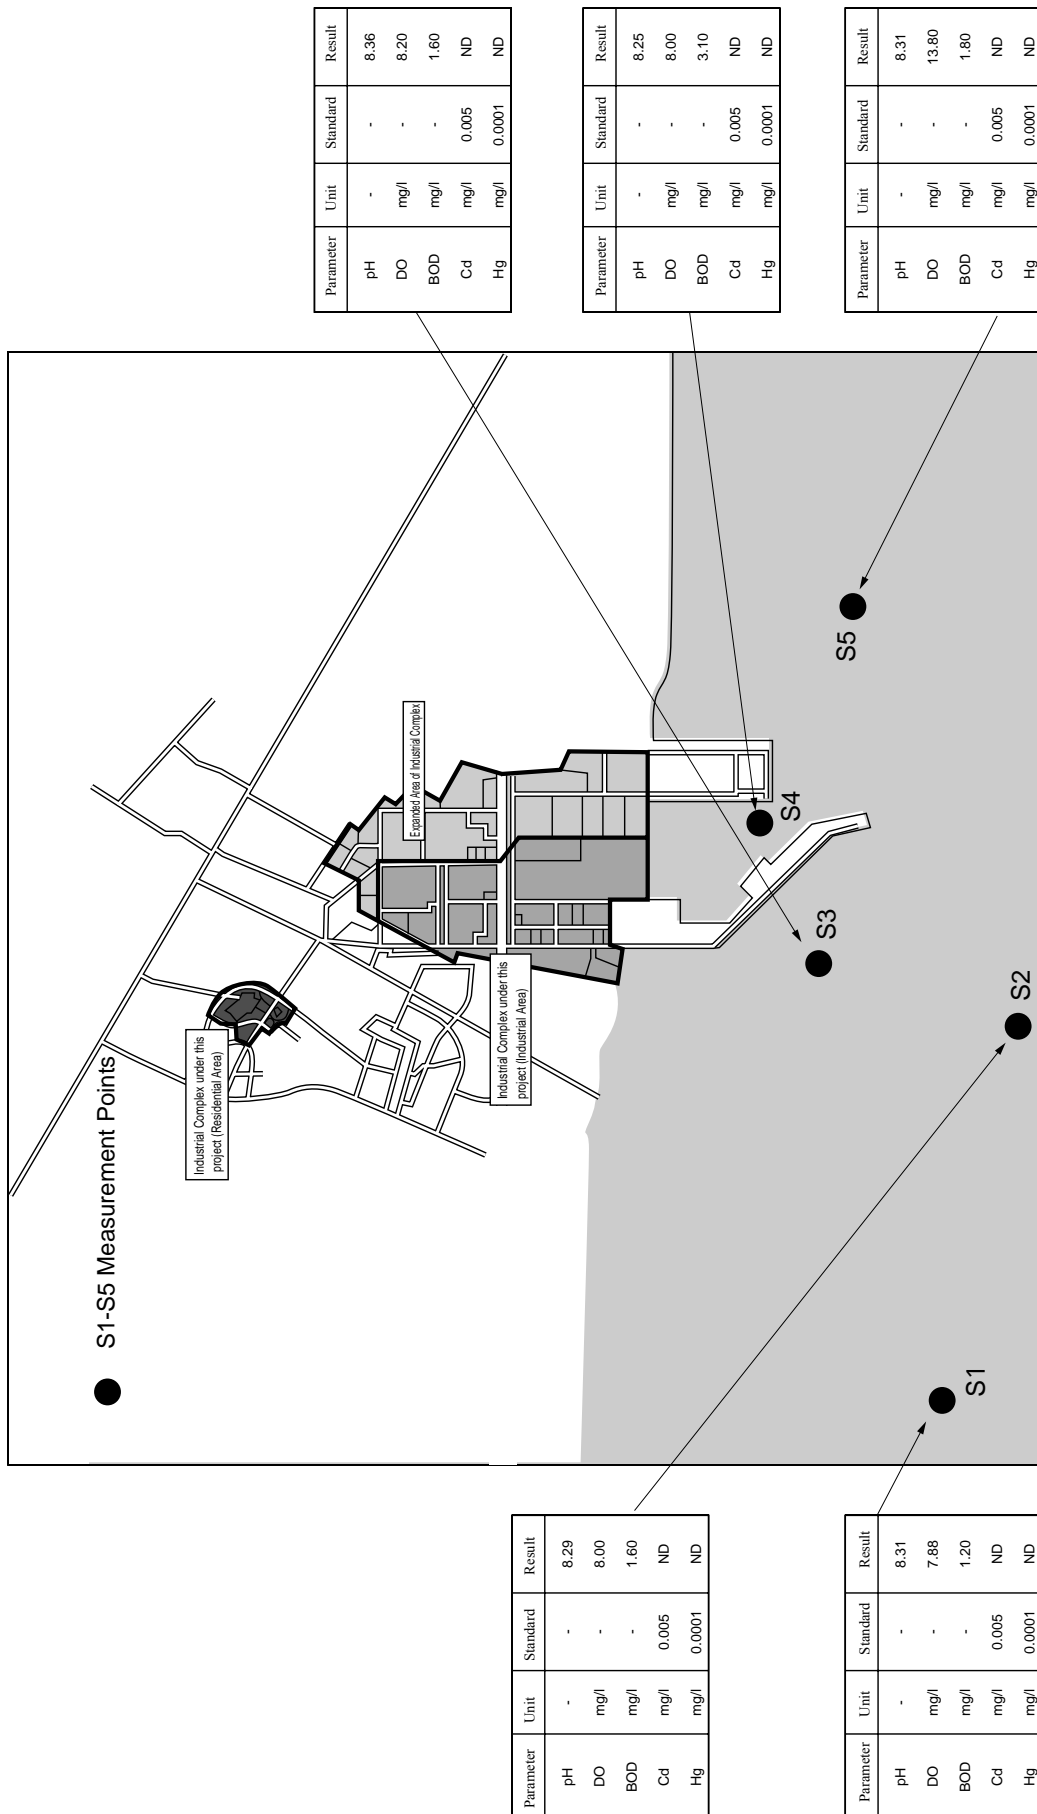 Parameter Unit Standard Result
pH - - 8.36
DO mg/l - 8.20
BOD mg/l - 1.60
Cd mg/l 0.005 ND
Hg mg/l 0.0001 ND
Parameter Unit Standard Result
pH - - 8.25
DO mg/l - 8.00
BOD mg/l - 3.10
Cd mg/l 0.005 ND
Hg mg/l 0.0001 ND
Parameter Unit Standard Result
pH - - 8.31
DO mg/l - 13.80
BOD mg/l - 1.80
Cd mg/l 0.005 ND
Hg mg/l 0.0001 ND
S1-S5 Measurement Points
Industrial Complex under this
project (Residential Area)
Expanded Area of Industrial Complex
Industrial Complex under this
project (Industrial Area)
S5
S4
S3
S2
S1
Parameter Unit Standard Result
pH - - 8.29
DO mg/l - 8.00
BOD mg/l - 1.60
Cd mg/l 0.005 ND
Hg mg/l 0.0001 ND
Parameter Unit Standard Result
pH - - 8.31
DO mg/l - 7.88
BOD mg/l - 1.20
Cd mg/l 0.005 ND
Hg mg/l 0.0001 ND